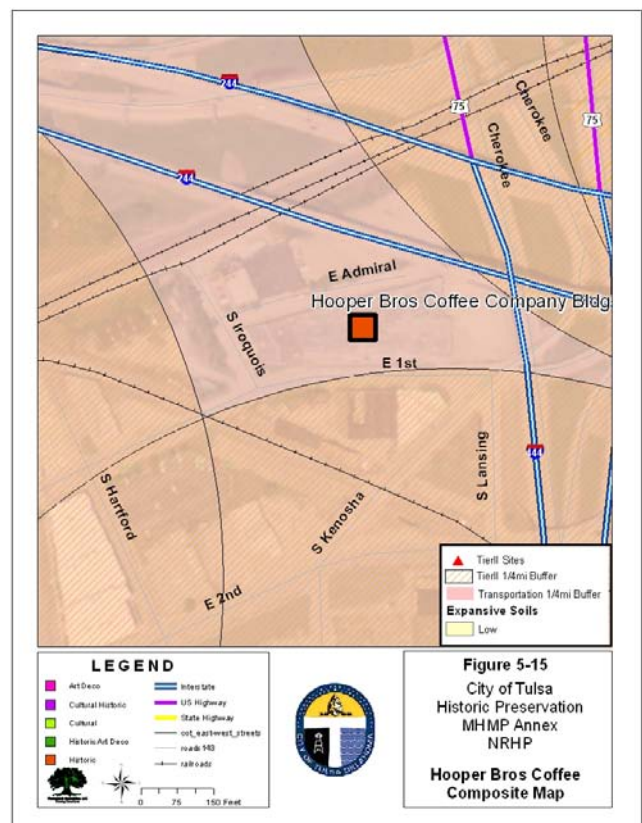 244
75
Cherokee
75
Cherokee
244
E Admiral
Hooper Bros Coffee Company Bldg
S Iroquois
E 1st
444
S Lansing
S Hartford
S Kenosha
E 2nd
TierII Sites
TierII 1/4mi Buffer
Transportation 1/4mi Buffer
Expansive Soils
Low
LEGEND
Art Deco
Cultural Historic
Cultural
Historic Art Deco
Historic
Interstate
US Highway
State Highway
cot_east-west_streets
roads143
railroads
0 75 150 Feet
Figure 5-15
City of Tulsa
Historic Preservation
MHMP Annex
NRHP
Hooper Bros Coffee
Composite Map